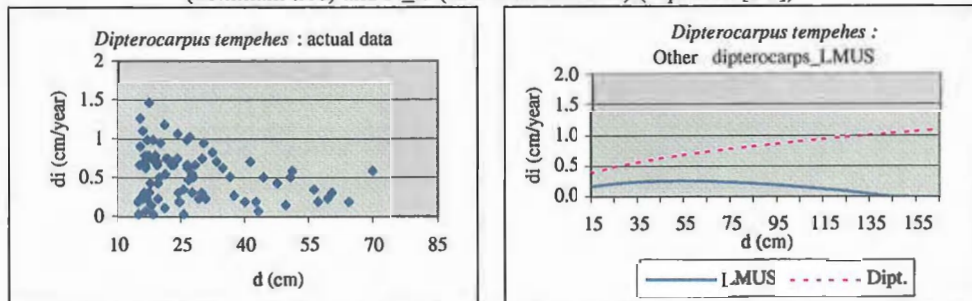 Dipterocarpus tempehes : actual data
2
1.5
1
0.5
0
di (cm/year)
10 25 40 55 70 85
d (cm)
Dipterocarpus tempehes :
Other dipterocarps_LMUS
2.0
1.5
1.0
0.5
0.0
di (cm/year)
15 35 55 75 95 115 135 155
d (cm)
LMUS Dipt.